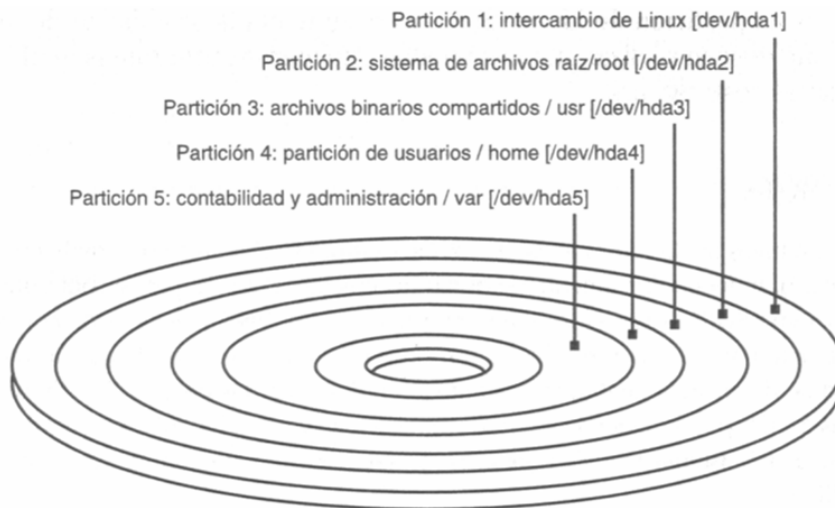 Partición 1: intercambio de Linux [dev/hda1]
Partición 2: sistema de archivos raíz/root [/dev/hda2]
Partición 3: archivos binarios compartidos / usr [/dev/hda3]
Partición 4: partición de usuarios / home [/dev/hda4]
Partición 5: contabilidad y administración / var [/dev/hda5]